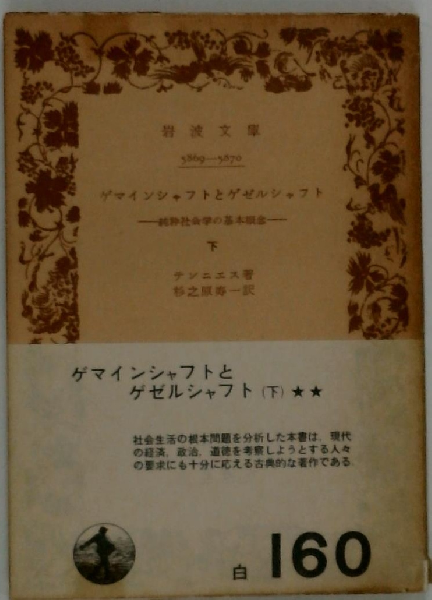 岩波文庫
5869—5870
ゲマインシャフトとゲゼルシャフト
——純粋社会学の基本概念——
下
テンニエス著
杉之原寿一訳
ゲマインシャフトと
ゲゼルシャフト（下）★★
社会生活の根本問題を分析した本書は，現代
の経済，政治，道徳を考察しようとする人々
の要求にも十分に応える古典的な著作である．
白 160